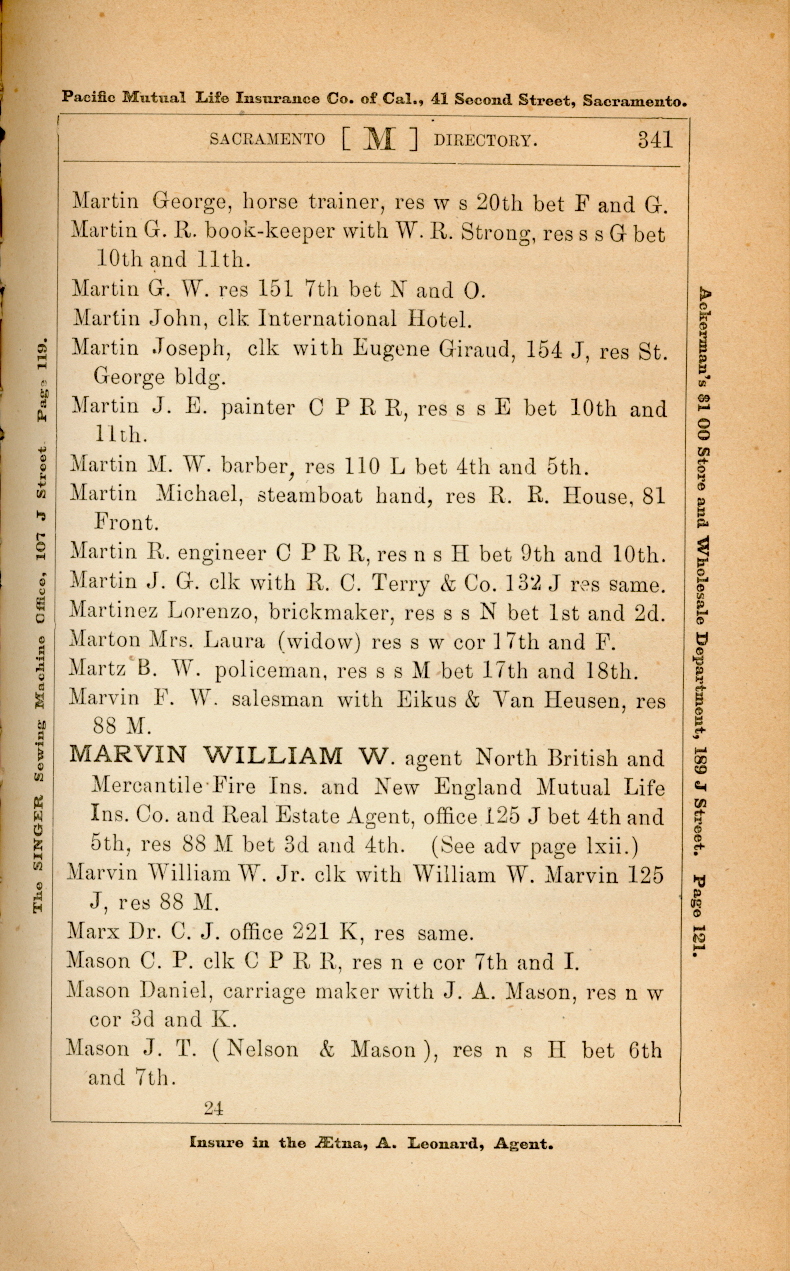 Pacific Mutual Life Insurance Co. of Cal., 41 Second Street, Sacramento.
SACRAMENTO [ M ] DIRECTORY. 341
Martin George, horse trainer, res w s 20th bet F and G.
Martin G. R. book-keeper with W. R. Strong, res s s G bet
10th and 11th.
Martin G. W. res 151 7th bet N and O.
Martin John, clk International Hotel.
Martin Joseph, clk with Eugene Giraud, 154 J, res St.
George bldg.
Martin J. E. painter C P R R, res s s E bet 10th and
11th.
Martin M. W. barber, res 110 L bet 4th and 5th.
Martin Michael, steamboat hand, res R. R. House, 81
Front.
Martin R. engineer C P R R, res n s H bet 9th and 10th.
Martin J. G. clk with R. C. Terry & Co. 132 J res same.
Martinez Lorenzo, brickmaker, res s s N bet 1st and 2d.
Marton Mrs. Laura (widow) res s w cor 17th and F.
Martz B. W. policeman, res s s M bet 17th and 18th.
Marvin F. W. salesman with Eikus & Van Heusen, res
88 M.
MARVIN WILLIAM W. agent North British and
Mercantile Fire Ins. and New England Mutual Life
Ins. Co. and Real Estate Agent, office 125 J bet 4th and
5th, res 88 M bet 3d and 4th. (See adv page lxii.)
Marvin William W. Jr. clk with William W. Marvin 125
J, res 88 M.
Marx Dr. C. J. office 221 K, res same.
Mason C. P. clk C P R R, res n e cor 7th and I.
Mason Daniel, carriage maker with J. A. Mason, res n w
cor 3d and K.
Mason J. T. ( Nelson & Mason ), res n s H bet 6th
and 7th.
24
Insure in the Ætna, A. Leonard, Agent.
The SINGER Sewing Machine Office, 107 J Street. Page 119.
Ackerman's $1 00 Store and Wholesale Department, 189 J Street. Page 121.